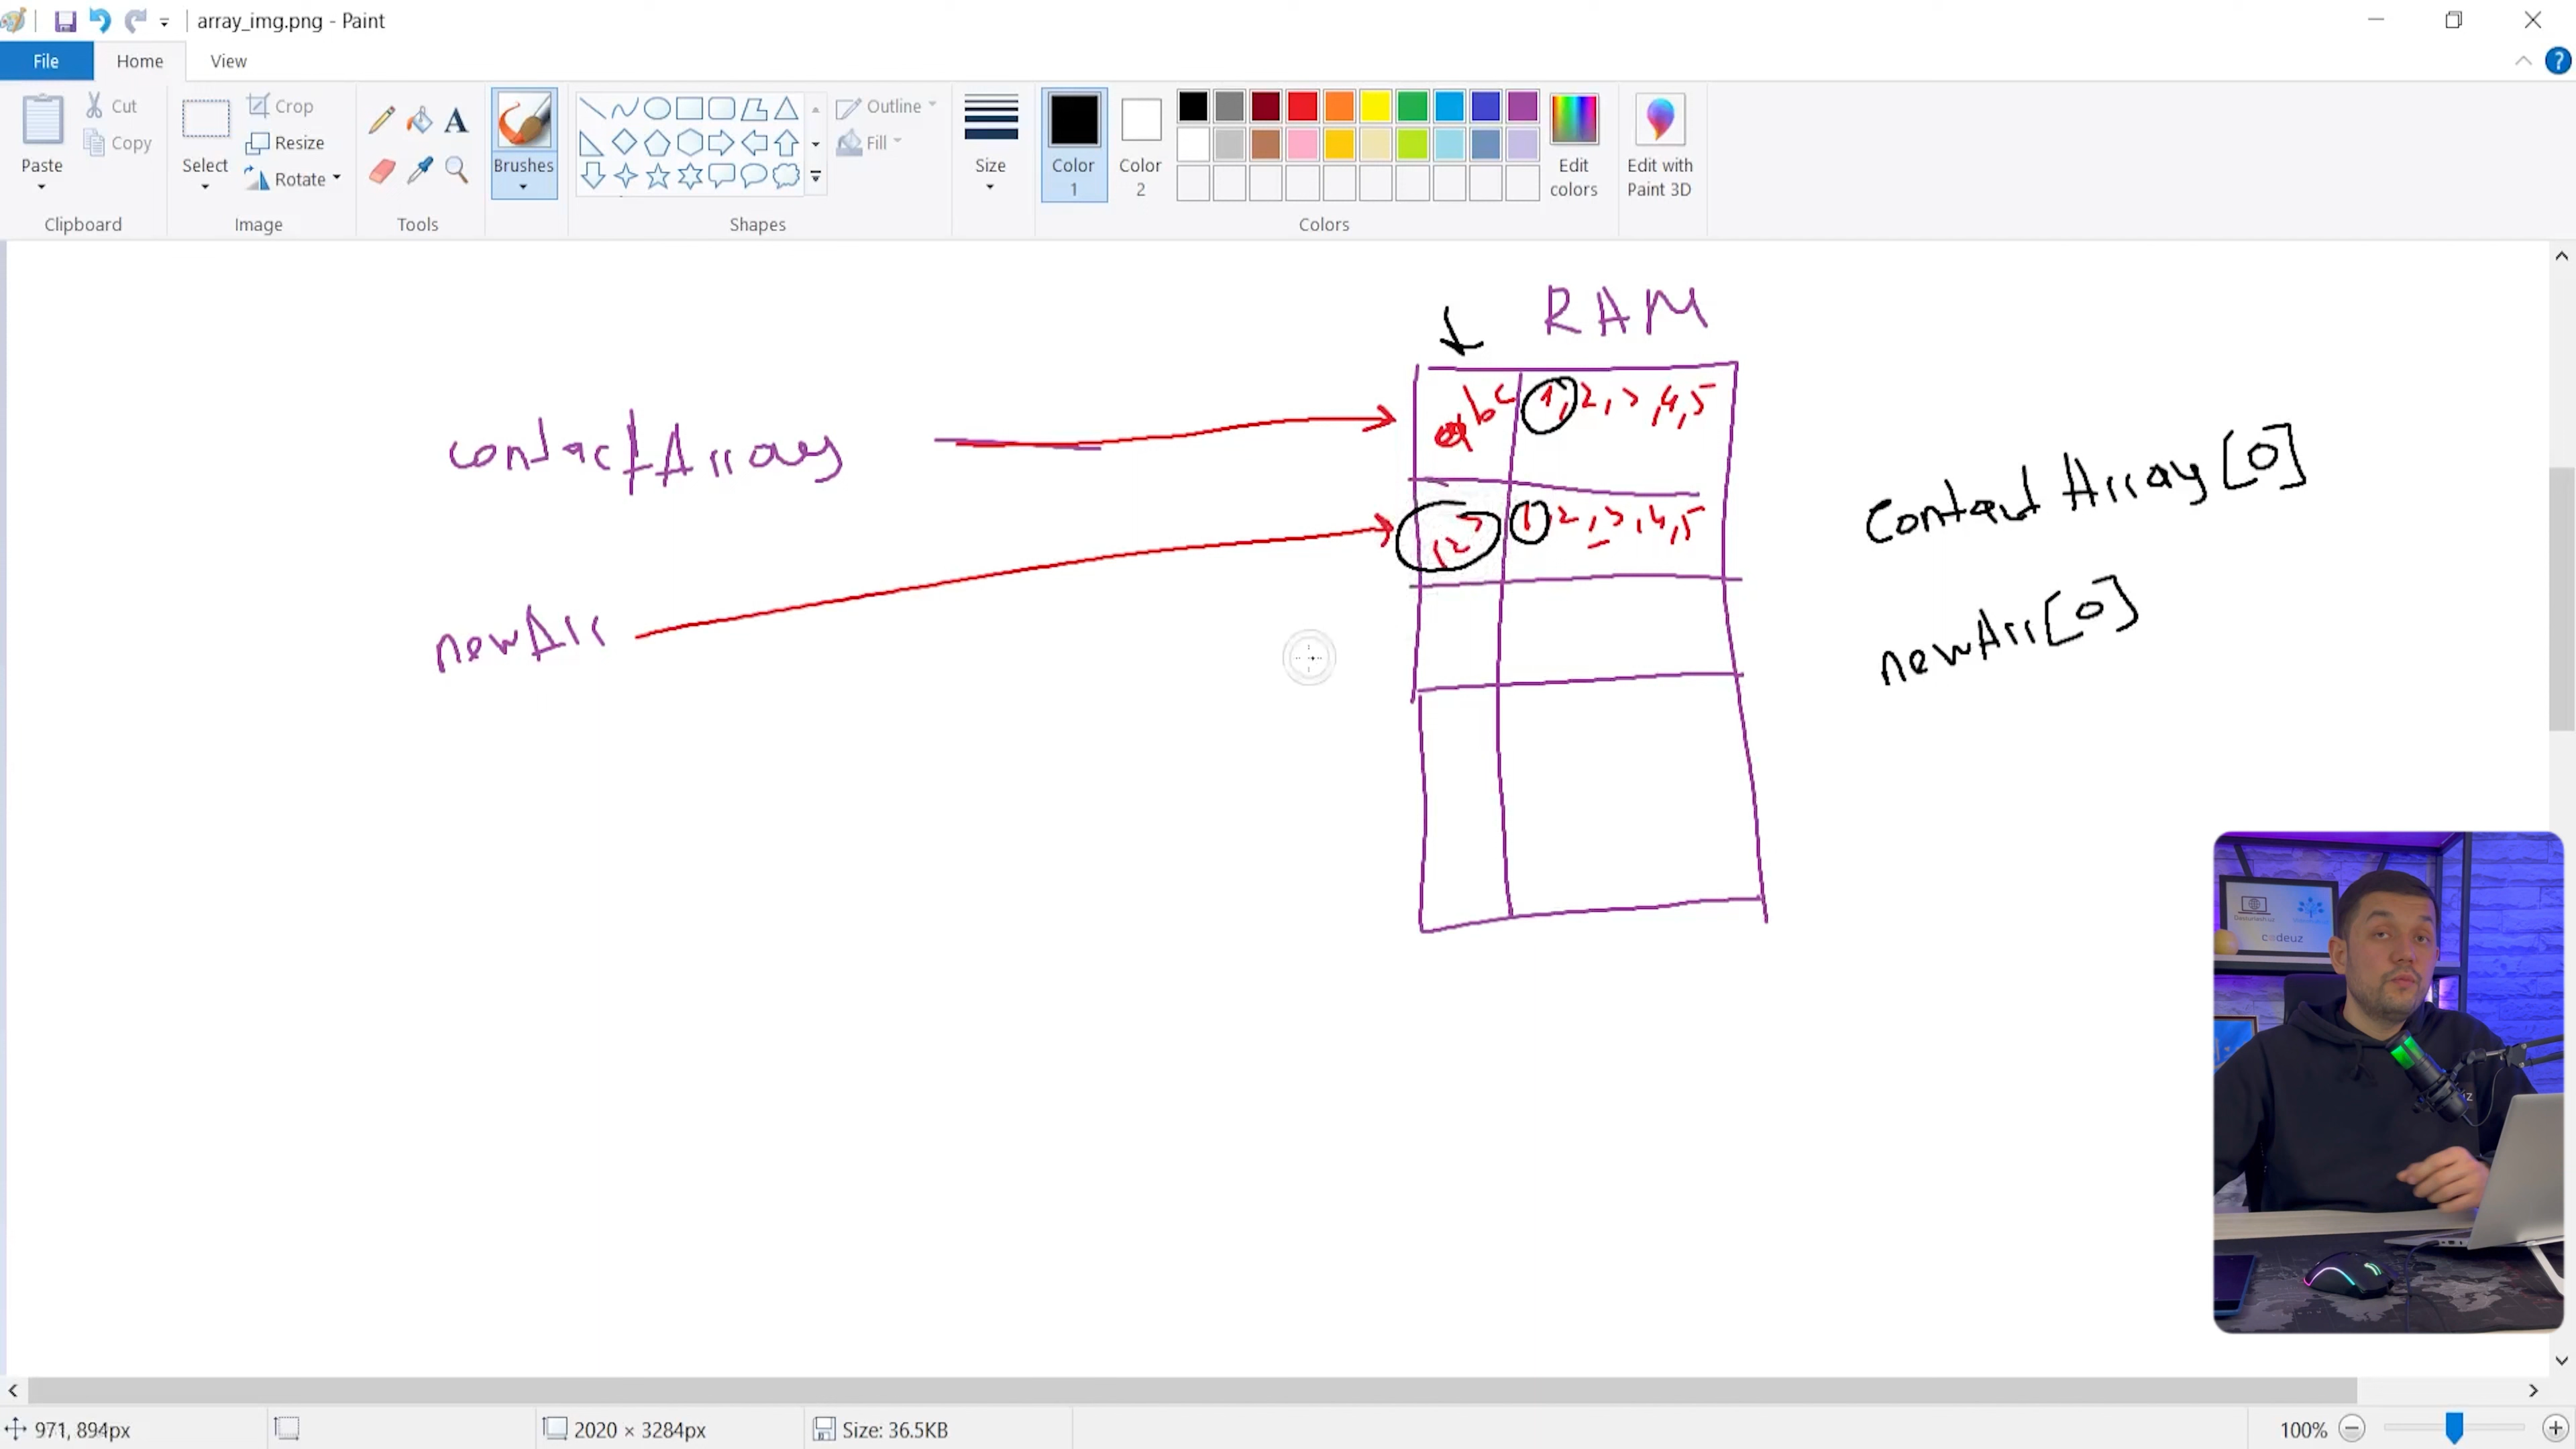 array_img.png - Paint
File
Home
View
Paste
Cut
Copy
Clipboard
Select
Crop
Resize
Rotate
Image
Tools
Brushes
Shapes
Outline
Fill
Size
Color 1
Color 2
Edit colors
Colors
Edit with Paint 3D
RAM
contactArray
abc
1,2,3,4,5
newArr
123
1,2,3,4,5
ContactArray[0]
newArr[0]
codeuz
971, 894px
2020 × 3284px
Size: 36.5KB
100%